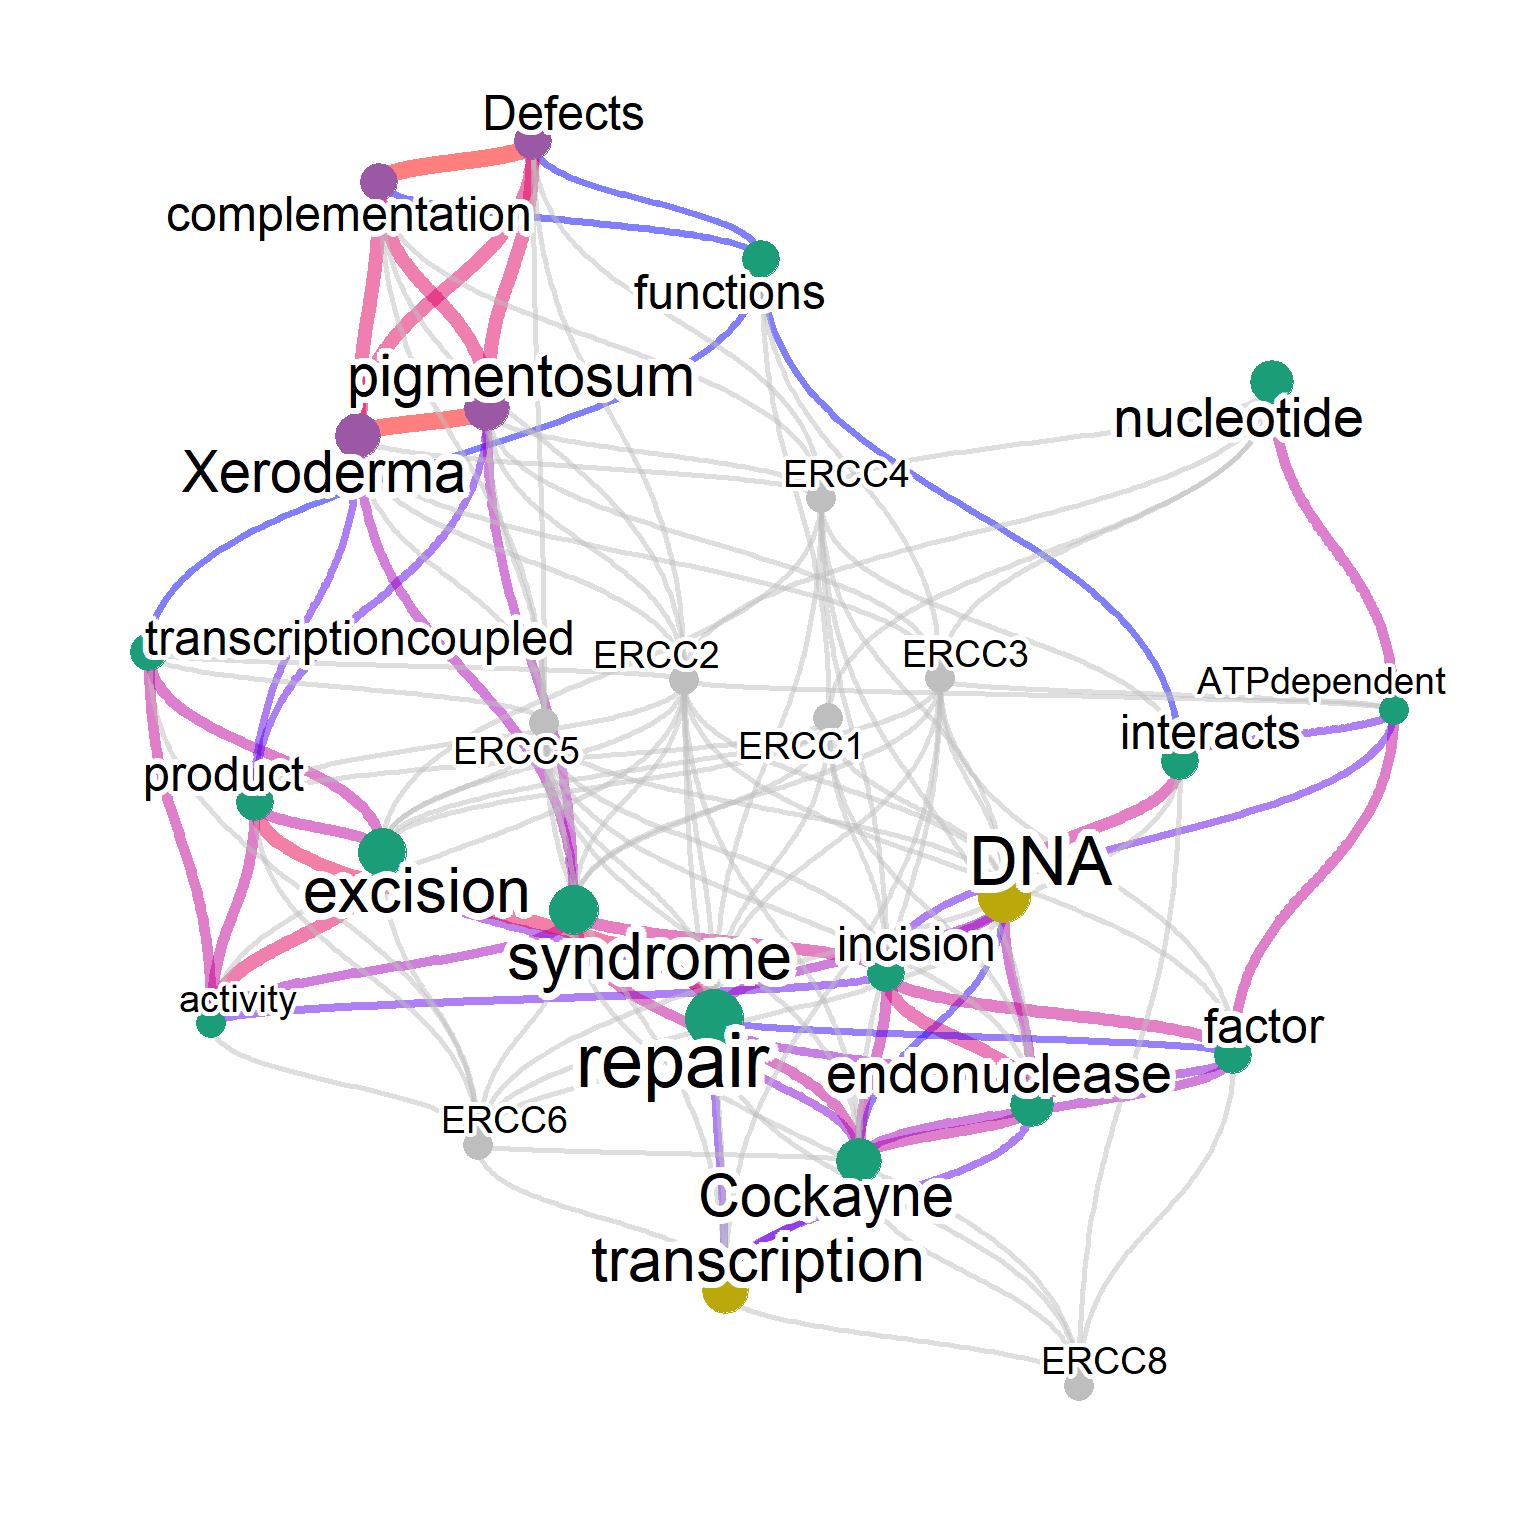 Defects
complementation
functions
pigmentosum
nucleotide
Xeroderma
ERCC4
transcriptioncoupled
ERCC2
ERCC3
ATPdependent
interacts
ERCC5
ERCC1
product
DNA
excision
incision
syndrome
activity
factor
repair
endonuclease
ERCC6
Cockayne
transcription
ERCC8